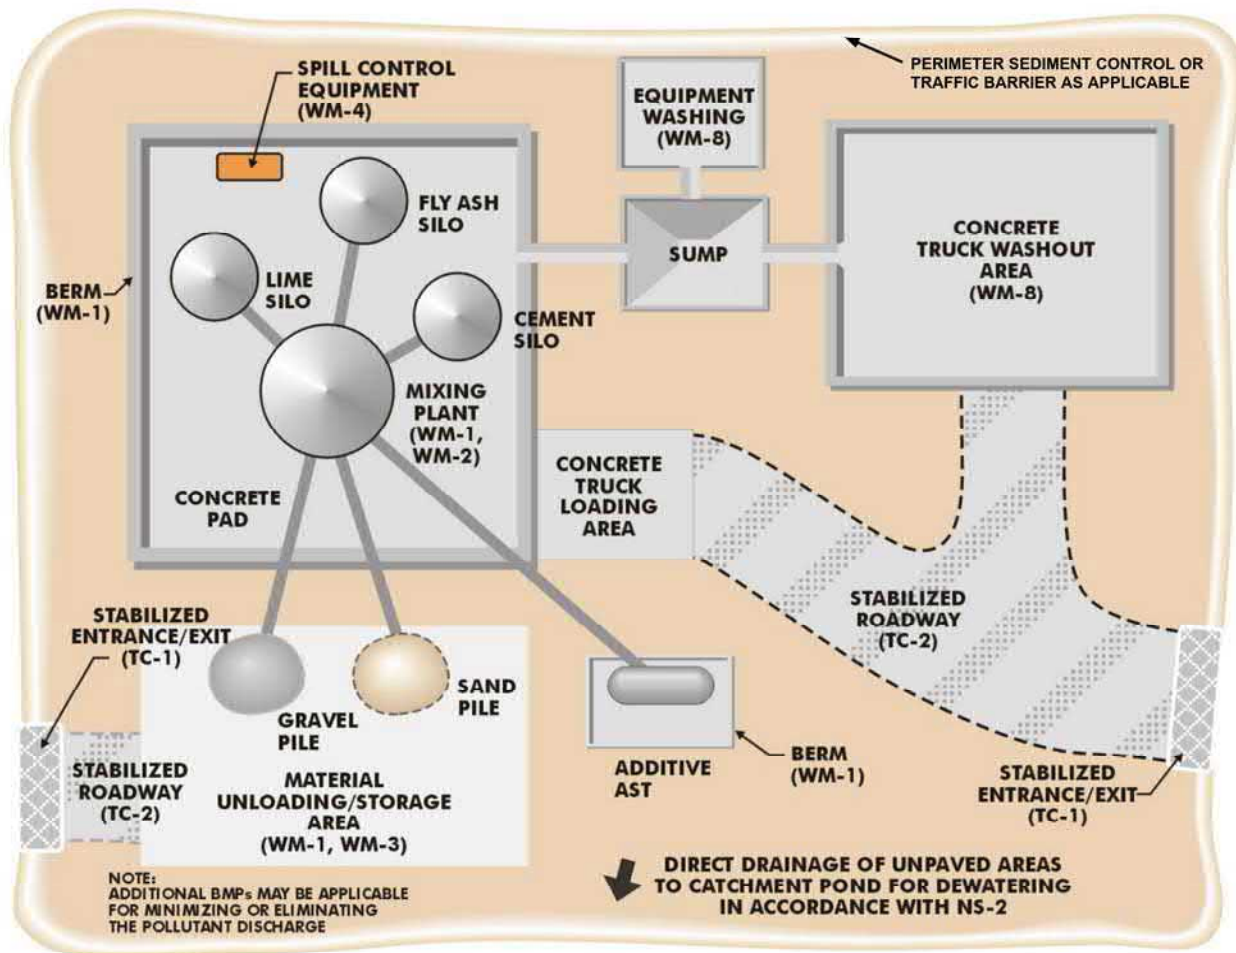 PERIMETER SEDIMENT CONTROL OR
TRAFFIC BARRIER AS APPLICABLE
SPILL CONTROL
EQUIPMENT
(WM-4)
EQUIPMENT
WASHING
(WM-8)
FLY ASH
SILO
SUMP
CONCRETE
TRUCK WASHOUT
AREA
(WM-8)
BERM
(WM-1)
LIME
SILO
CEMENT
SILO
MIXING
PLANT
(WM-1,
WM-2)
CONCRETE
PAD
CONCRETE
TRUCK
LOADING
AREA
STABILIZED
ROADWAY
(TC-2)
STABILIZED
ENTRANCE/EXIT
(TC-1)
GRAVEL
PILE
SAND
PILE
STABILIZED
ROADWAY
(TC-2)
MATERIAL
UNLOADING/STORAGE
AREA
(WM-1, WM-3)
ADDITIVE
AST
BERM
(WM-1)
STABILIZED
ENTRANCE/EXIT
(TC-1)
NOTE:
ADDITIONAL BMPs MAY BE APPLICABLE
FOR MINIMIZING OR ELIMINATING
THE POLLUTANT DISCHARGE
DIRECT DRAINAGE OF UNPAVED AREAS
TO CATCHMENT POND FOR DEWATERING
IN ACCORDANCE WITH NS-2